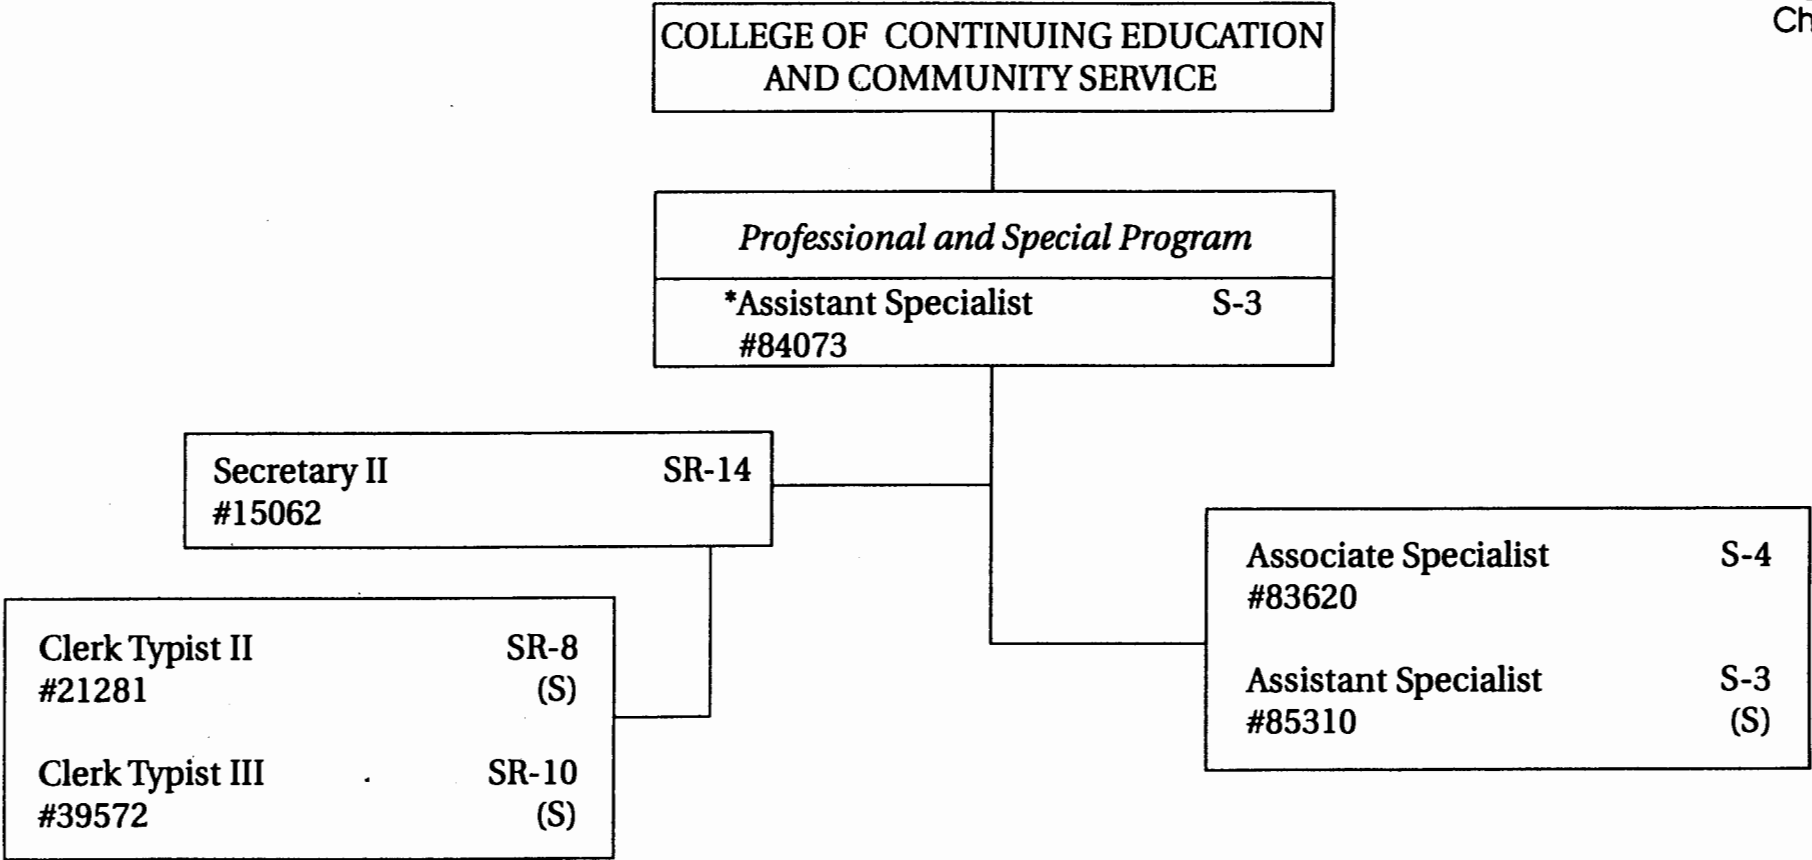 COLLEGE OF CONTINUING EDUCATION
AND COMMUNITY SERVICE
Professional and Special Program
*Assistant Specialist S-3
#84073
Secretary II SR-14
#15062
Clerk Typist II SR-8
#21281 (S)
Clerk Typist III SR-10
#39572 (S)
Associate Specialist S-4
#83620
Assistant Specialist S-3
#85310 (S)